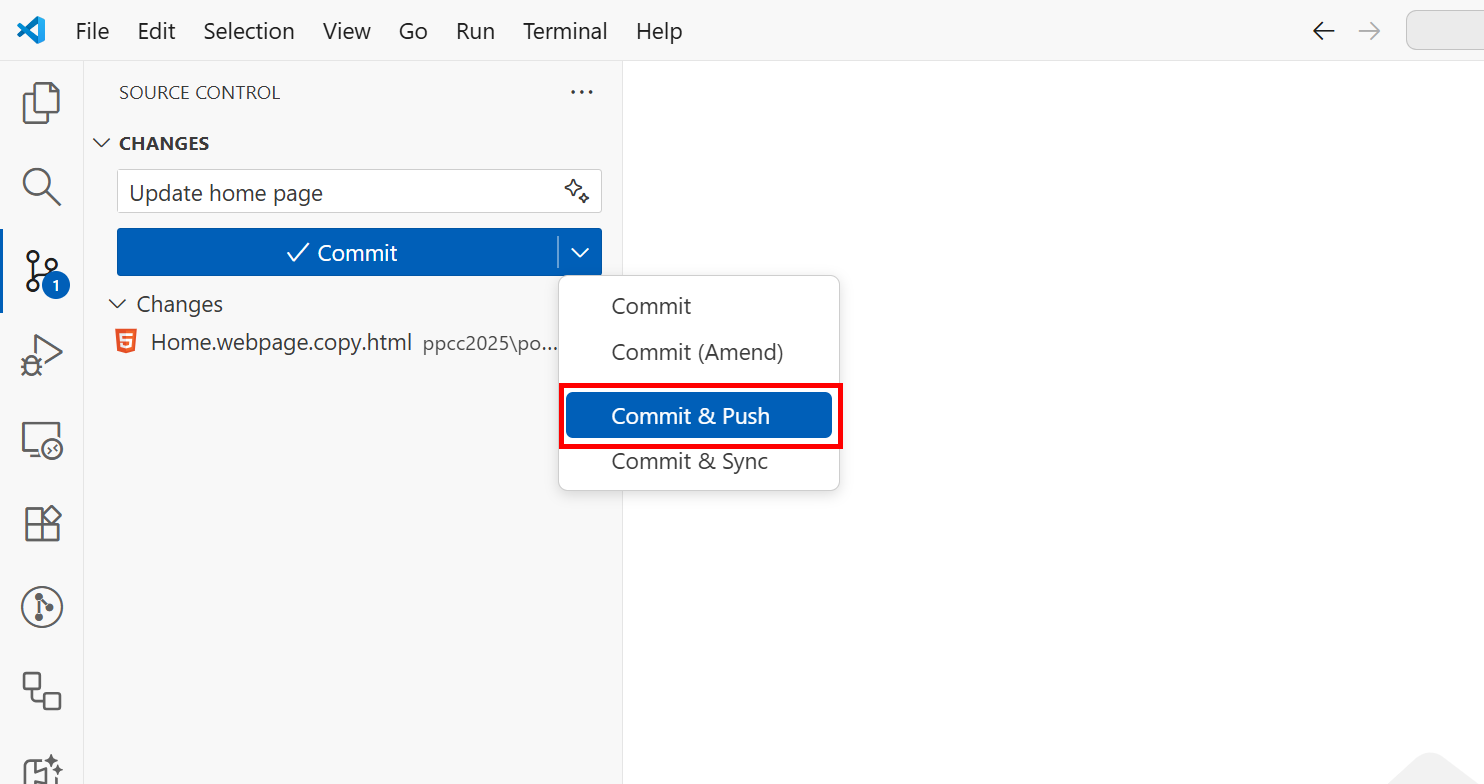 File Edit Selection View Go Run Terminal Help
SOURCE CONTROL ...
CHANGES
Update home page
Commit
Changes
Home.webpage.copy.html ppcc2025\po...
1
Commit
Commit (Amend)
Commit & Push
Commit & Sync